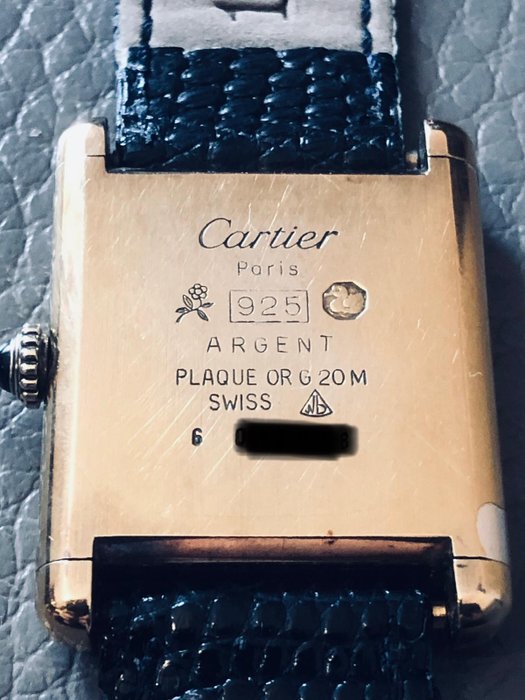 Cartier
Paris
925
ARGENT
PLAQUE OR G 20 M
SWISS
6